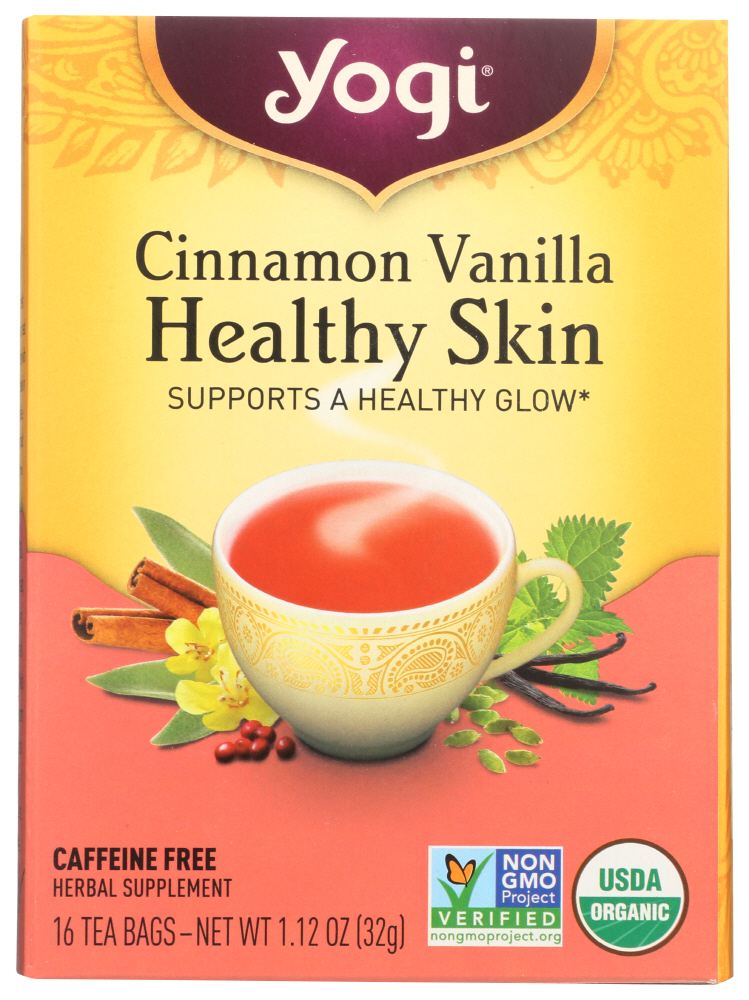 yogi®
Cinnamon Vanilla
Healthy Skin
SUPPORTS A HEALTHY GLOW*
CAFFEINE FREE
HERBAL SUPPLEMENT
16 TEA BAGS – NET WT 1.12 OZ (32g)
NON
GMO
Project
VERIFIED
nongmoproject.org
USDA
ORGANIC